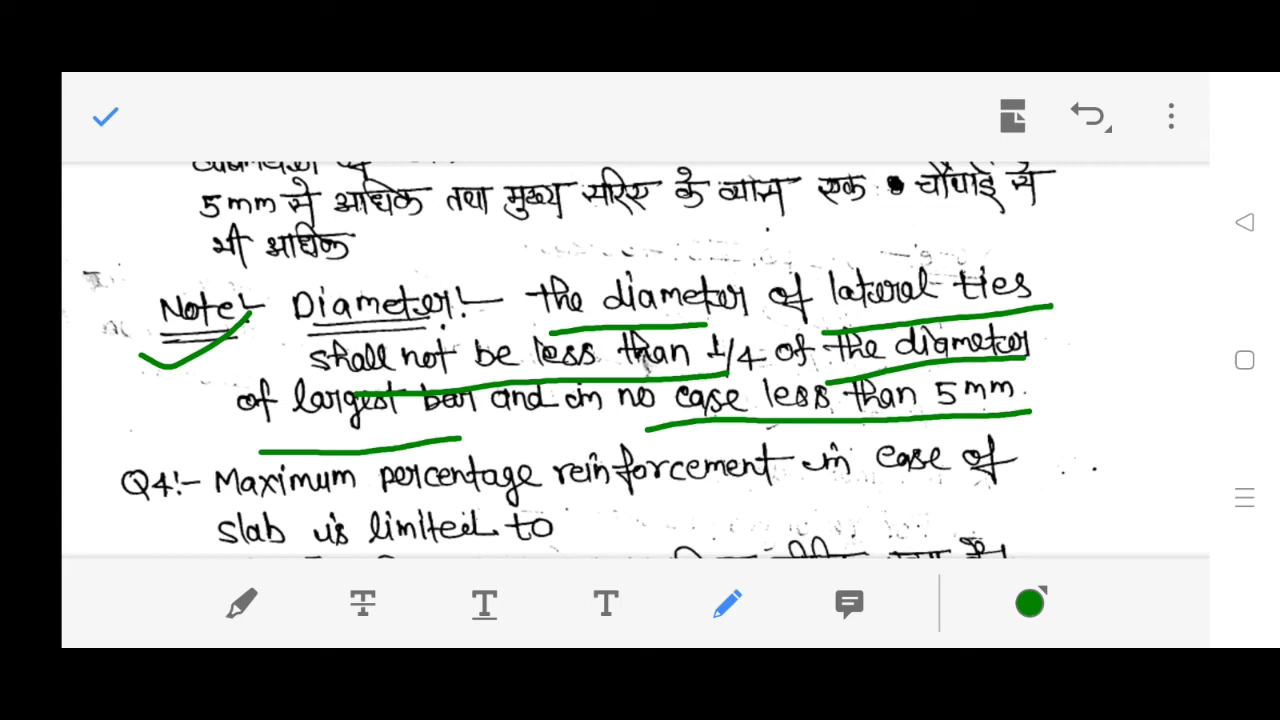 5mm से अधिक तथा मुख्य सरिए के व्यास एक चौथाई से
भी अधिक
Note:- Diameter:- the diameter of lateral ties
shall not be less than 1/4 of the diameter
of largest bar and in no case less than 5mm.
Q4:- Maximum percentage reinforcement in case of
slab is limited to